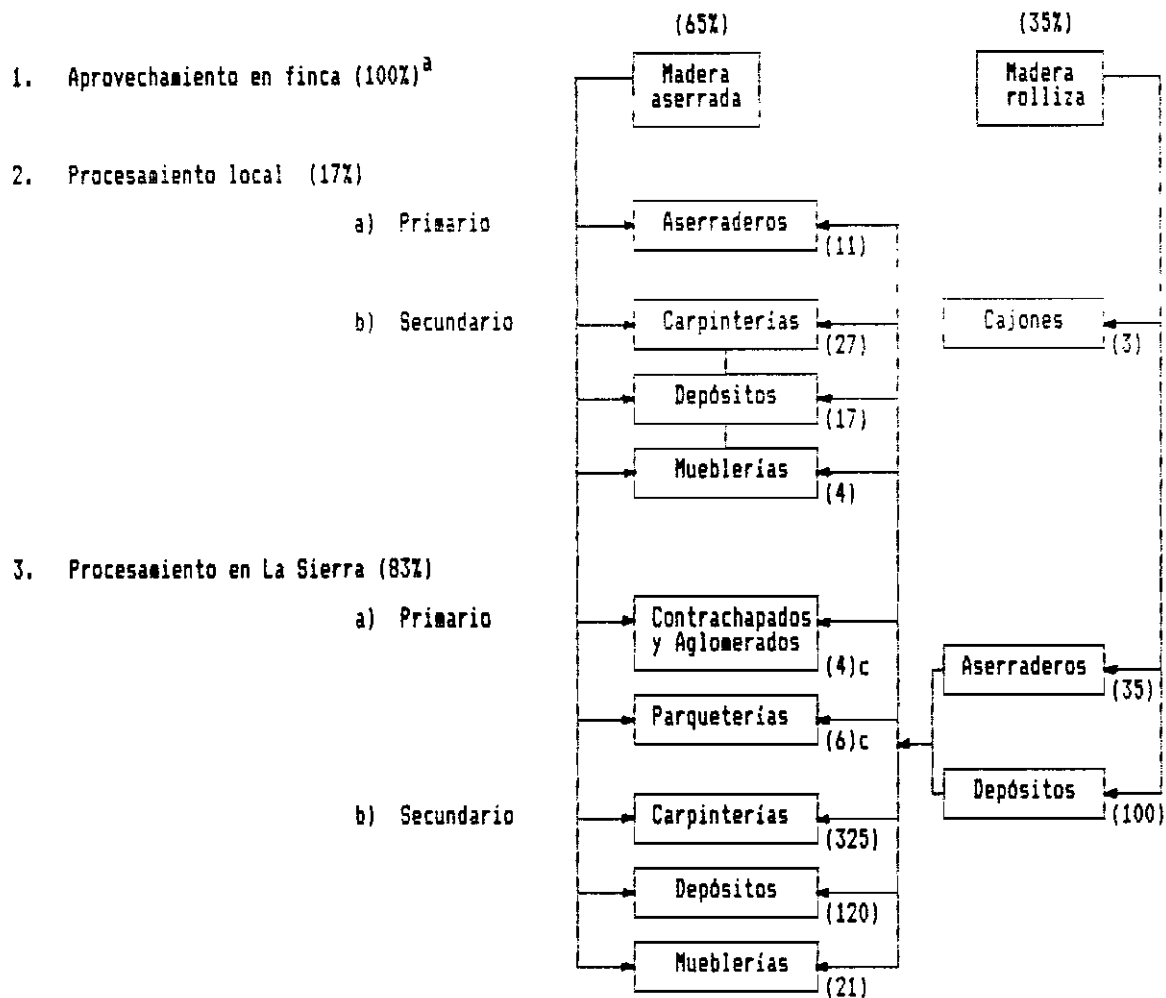 (65%) (35%)
1. Aprovechamiento en finca (100%)a
Madera aserrada
Madera rolliza
2. Procesamiento local (17%)
a) Primario
Aserraderos
(11)
b) Secundario
Carpinterías
(27)
Cajones
(3)
Depósitos
(17)
Mueblerías
(4)
3. Procesamiento en La Sierra (83%)
a) Primario
Contrachapados
y Aglomerados
(4)c
Aserraderos
(35)
Parqueterías
(6)c
Depósitos
(100)
b) Secundario
Carpinterías
(325)
Depósitos
(120)
Mueblerías
(21)